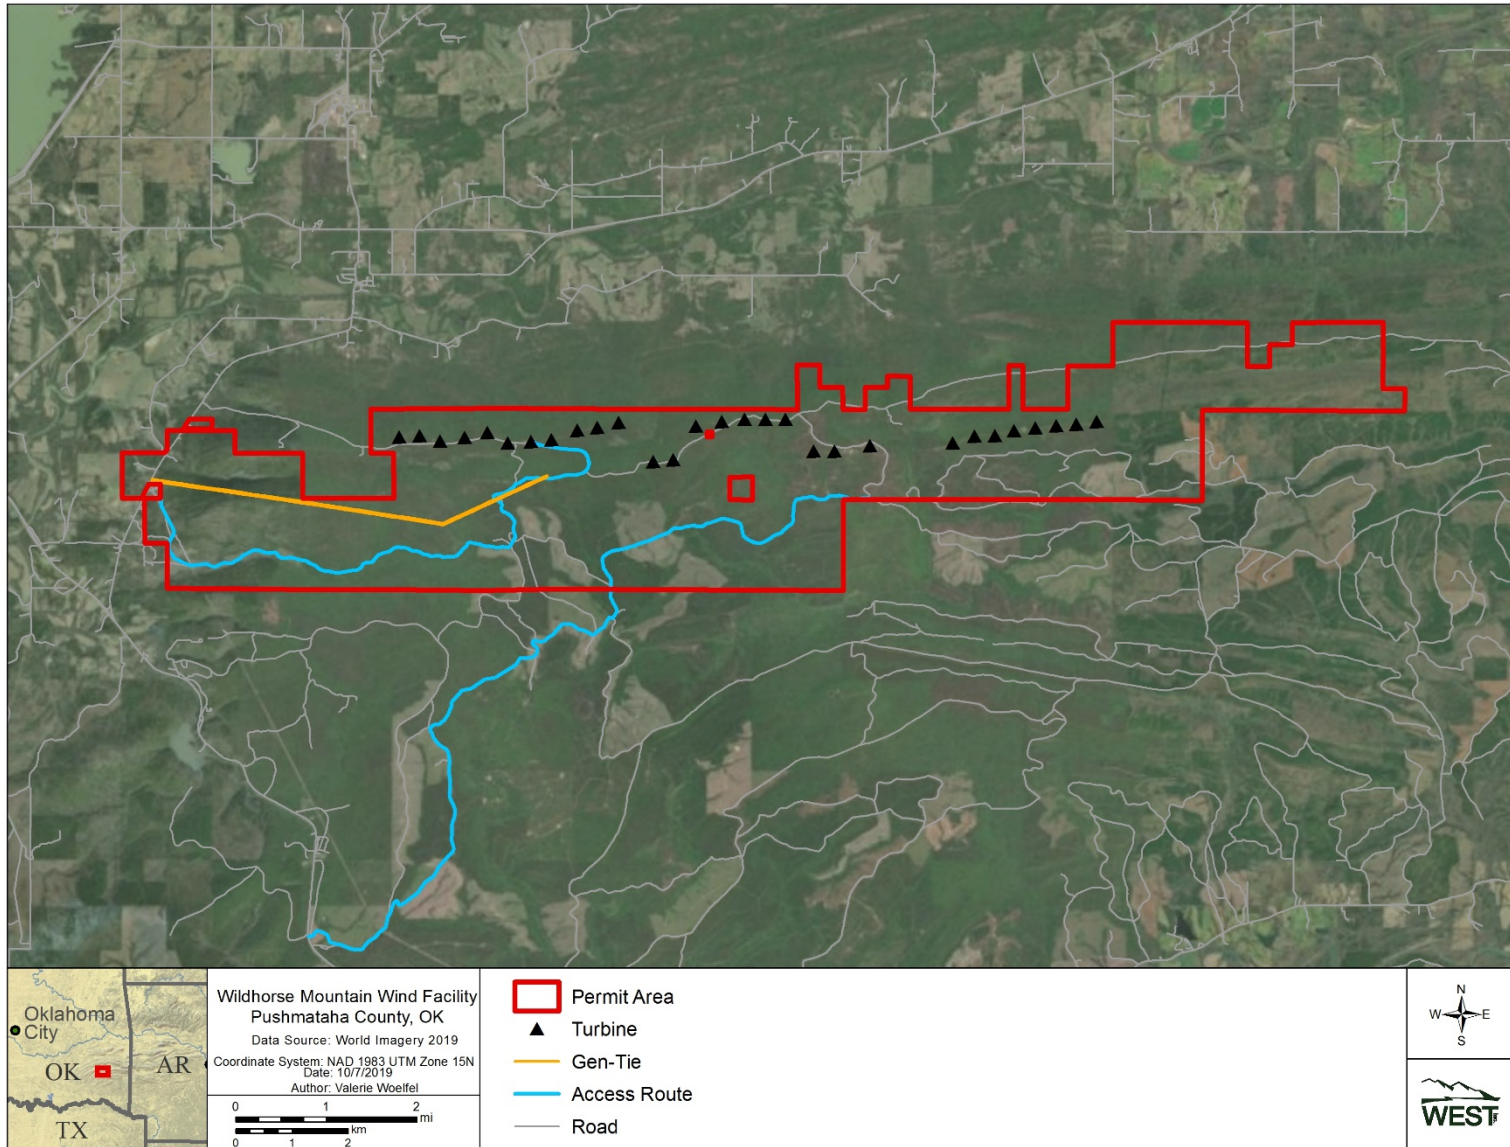 Oklahoma
City
OK
AR
TX
Wildhorse Mountain Wind Facility
Pushmataha County, OK
Data Source: World Imagery 2019
Coordinate System: NAD 1983 UTM Zone 15N
Date: 10/7/2019
Author: Valerie Woelfel
0 1 2
mi
km
0 1 2
Permit Area
Turbine
Gen-Tie
Access Route
Road
N
W E
S
WEST